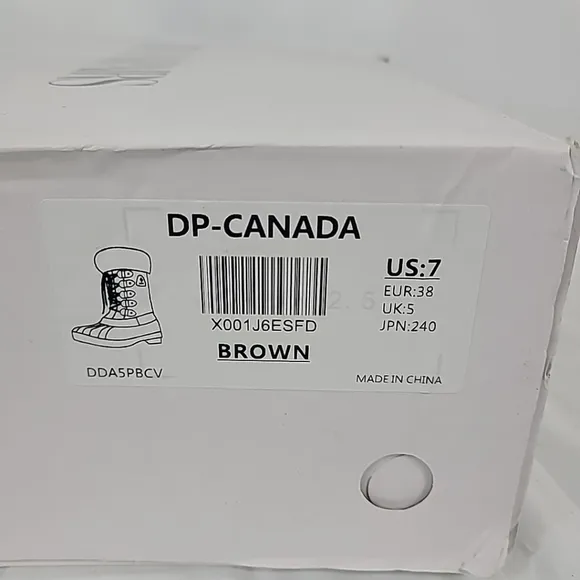 DP-CANADA
X001J6ESFD
BROWN
DDA5PBCV
US:7
EUR:38
UK:5
JPN:240
MADE IN CHINA